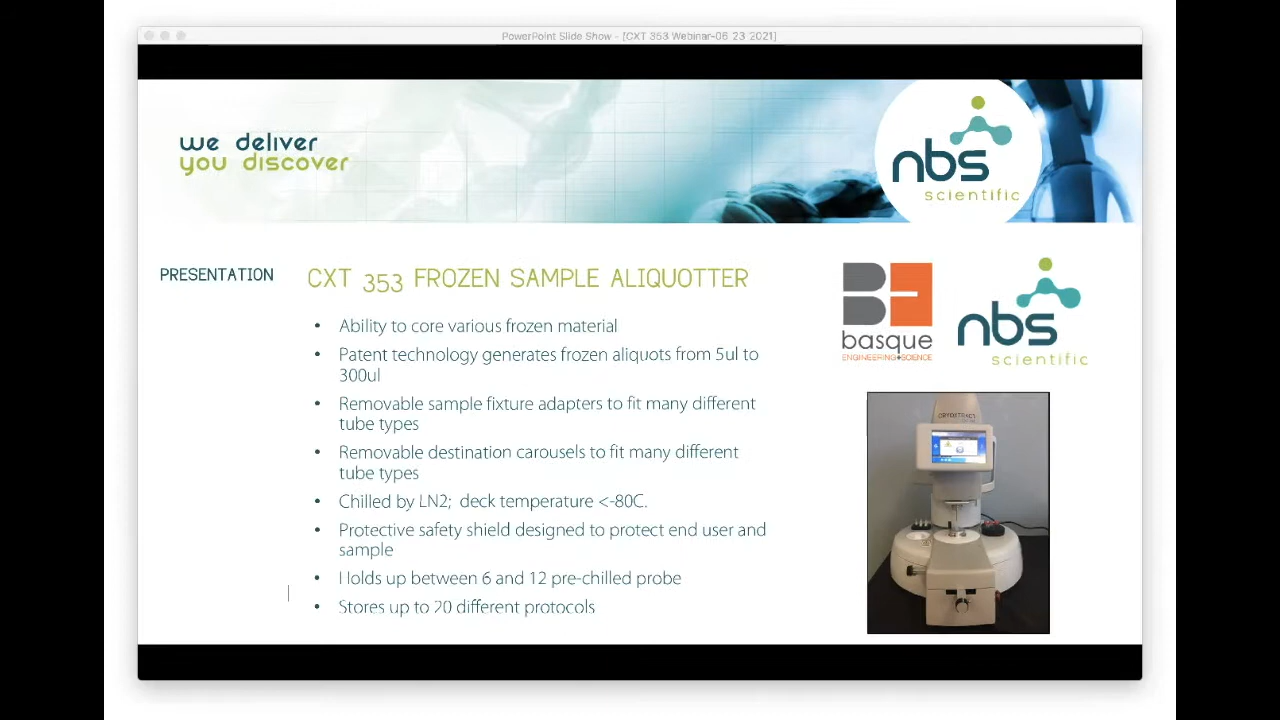 PowerPoint Slide Show - [CXT 353 Webinar-06 23 2021]
we deliver
you discover
nbs
scientific
PRESENTATION
CXT 353 FROZEN SAMPLE ALIQUOTTER
• Ability to core various frozen material
• Patent technology generates frozen aliquots from 5ul to
300ul
• Removable sample fixture adapters to fit many different
tube types
• Removable destination carousels to fit many different
tube types
• Chilled by LN2; deck temperature <-80C.
• Protective safety shield designed to protect end user and
sample
• Holds up between 6 and 12 pre-chilled probe
• Stores up to 20 different protocols
BE
basque
ENGINEERING+SCIENCE
nbs
scientific